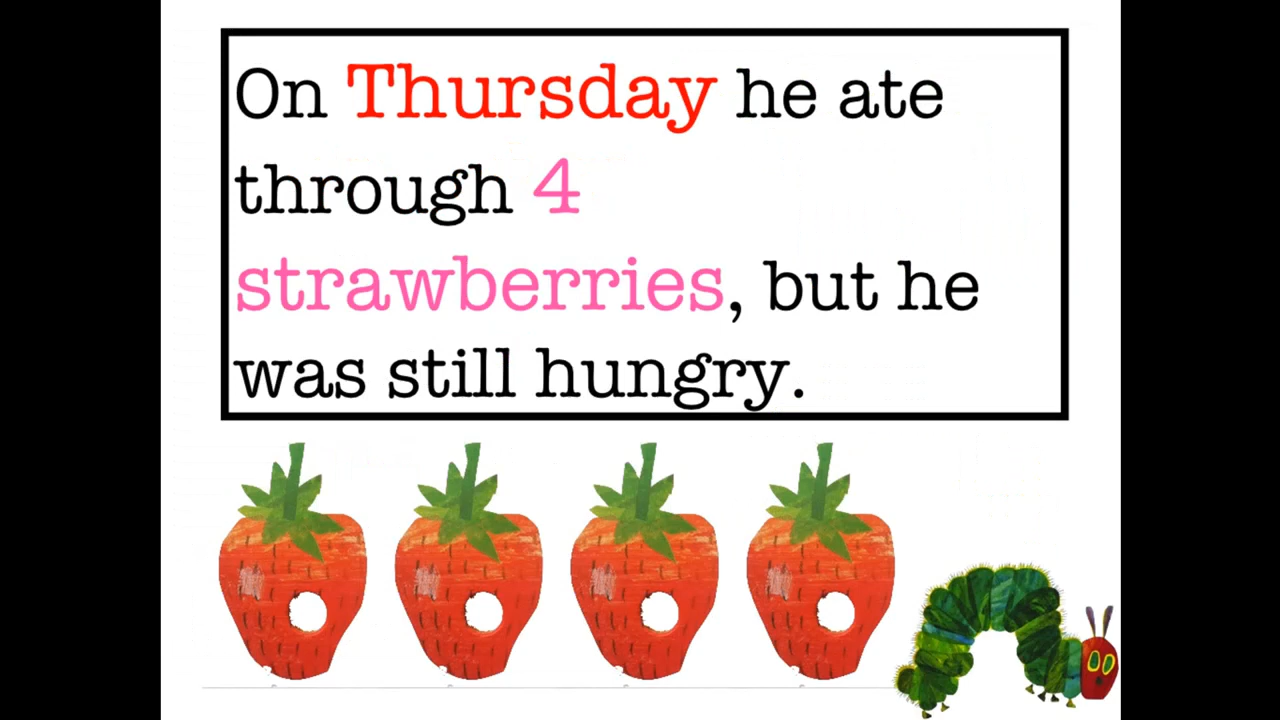 On Thursday he ate
through 4
strawberries, but he
was still hungry.